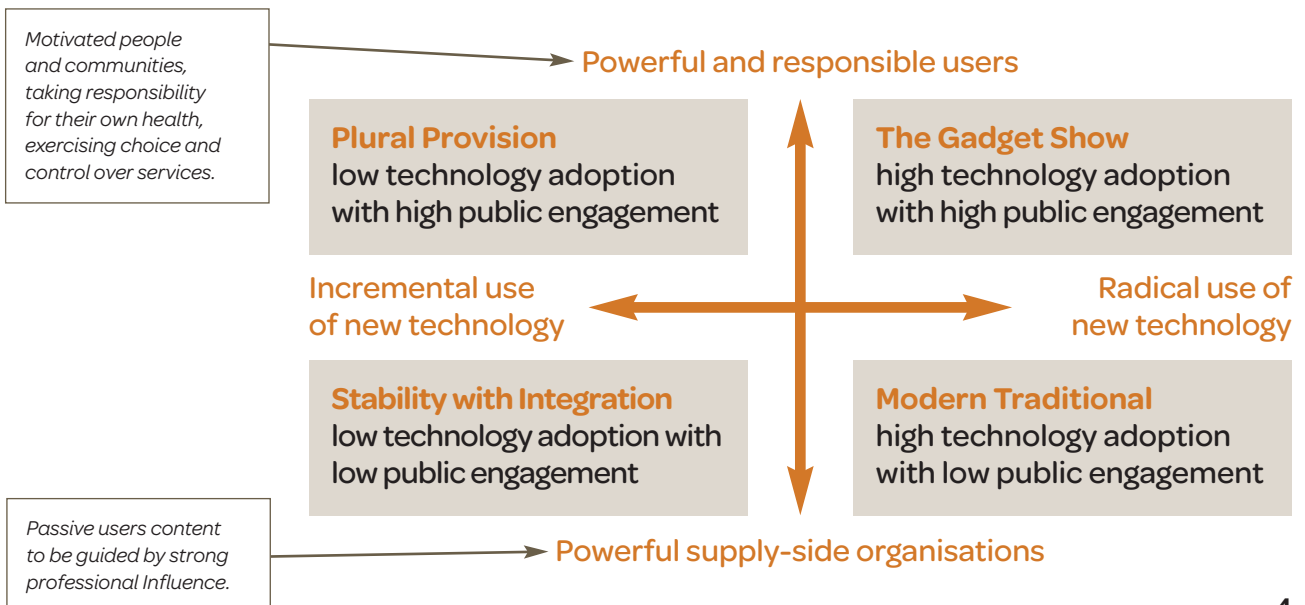 Motivated people
and communities,
taking responsibility
for their own health,
exercising choice and
control over services.
Powerful and responsible users
Plural Provision
low technology adoption
with high public engagement
The Gadget Show
high technology adoption
with high public engagement
Incremental use
of new technology
Radical use of
new technology
Stability with Integration
low technology adoption with
low public engagement
Modern Traditional
high technology adoption
with low public engagement
Passive users content
to be guided by strong
professional Influence.
Powerful supply-side organisations